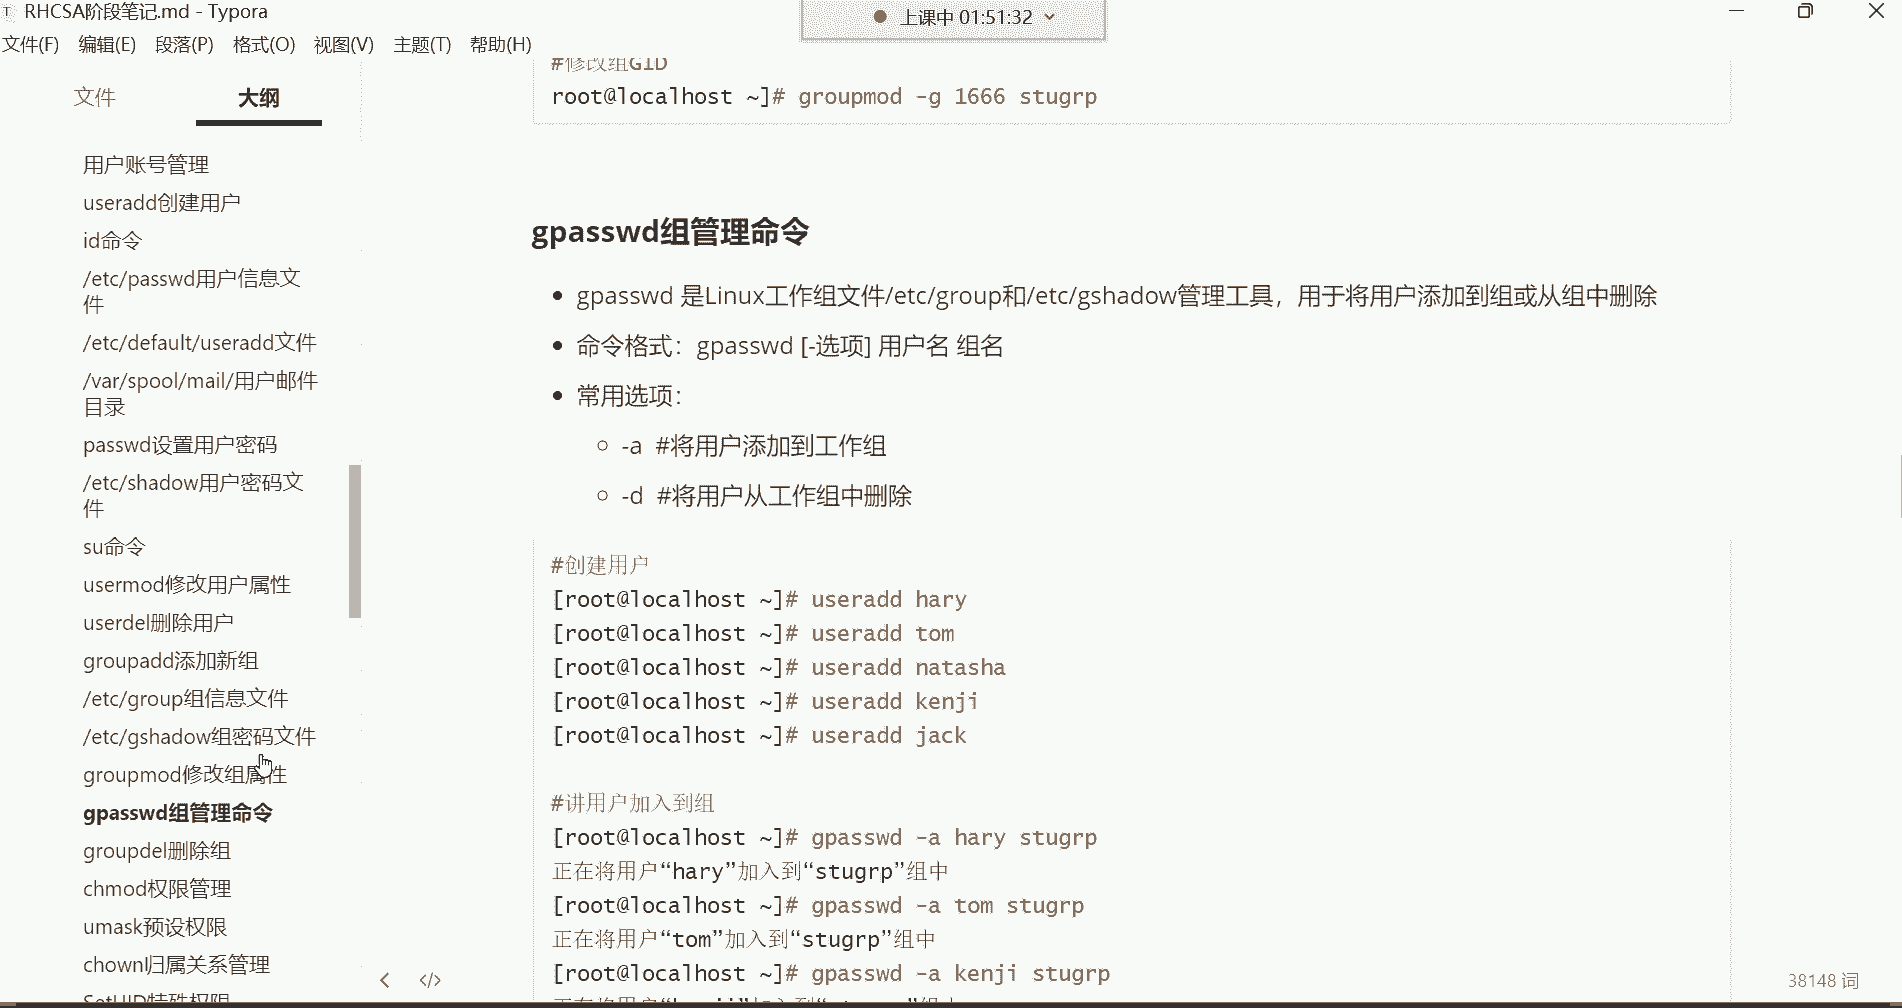 RHCSA阶段笔记.md - Typora
上课中 01:51:32
文件(F) 编辑(E) 段落(P) 格式(O) 视图(V) 主题(T) 帮助(H)
文件 大纲
用户账号管理
useradd创建用户
id命令
/etc/passwd用户信息文
件
/etc/default/useradd文件
/var/spool/mail/用户邮件
目录
passwd设置用户密码
/etc/shadow用户密码文
件
su命令
usermod修改用户属性
userdel删除用户
groupadd添加新组
/etc/group组信息文件
/etc/gshadow组密码文件
groupmod修改组属性
gpasswd组管理命令
groupdel删除组
chmod权限管理
umask预设权限
chown归属关系管理
SetUID特殊权限
#修改组GID
root@localhost ~]# groupmod -g 1666 stugrp
gpasswd组管理命令
gpasswd 是Linux工作组文件/etc/group和/etc/gshadow管理工具，用于将用户添加到组或从组中删除
命令格式：gpasswd [-选项] 用户名 组名
常用选项：
-a #将用户添加到工作组
-d #将用户从工作组中删除
#创建用户
[root@localhost ~]# useradd hary
[root@localhost ~]# useradd tom
[root@localhost ~]# useradd natasha
[root@localhost ~]# useradd kenji
[root@localhost ~]# useradd jack
#讲用户加入到组
[root@localhost ~]# gpasswd -a hary stugrp
正在将用户“hary”加入到“stugrp”组中
[root@localhost ~]# gpasswd -a tom stugrp
正在将用户“tom”加入到“stugrp”组中
[root@localhost ~]# gpasswd -a kenji stugrp
38148 词